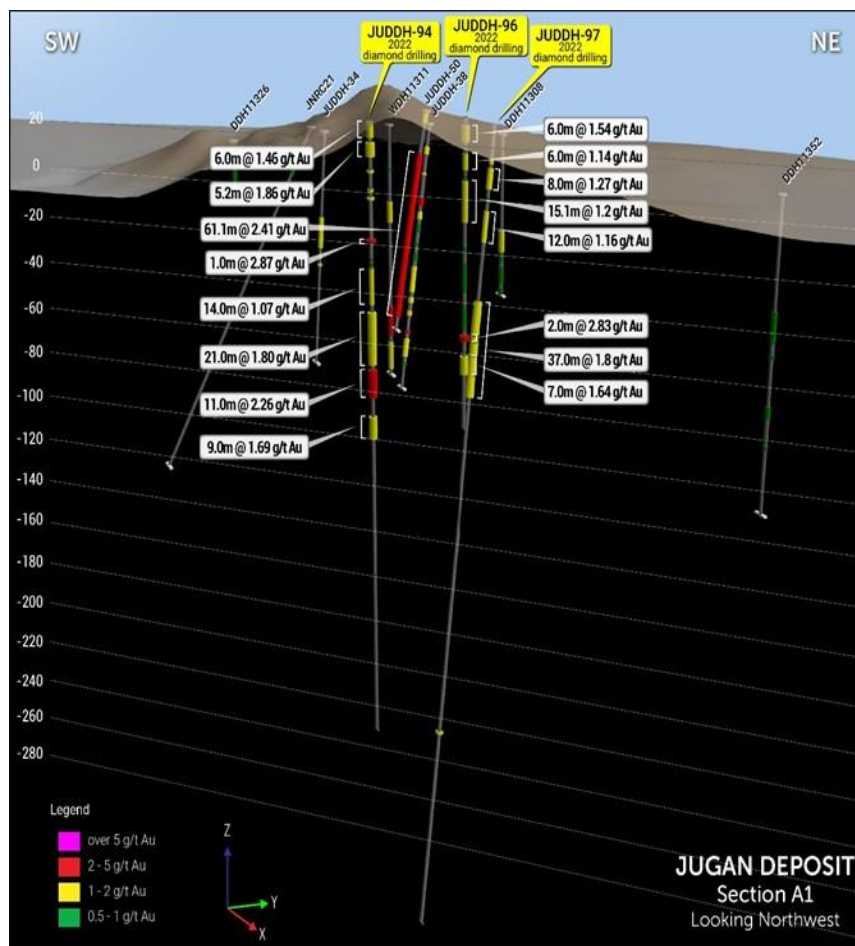 SW
NE
JUDDH-94
2022
diamond drilling
JUDDH-96
2022
diamond drilling
JUDDH-97
2022
diamond drilling
DDH11326
JNRC21
JUDDH-34
WDH11311
JUDDH-50
JUDDH-38
DDH11308
DDH11352
20
0
-20
-40
-60
-80
-100
-120
-140
-160
-180
-200
-220
-240
-260
-280
6.0m @ 1.46 g/t Au
5.2m @ 1.86 g/t Au
61.1m @ 2.41 g/t Au
1.0m @ 2.87 g/t Au
14.0m @ 1.07 g/t Au
21.0m @ 1.80 g/t Au
11.0m @ 2.26 g/t Au
9.0m @ 1.69 g/t Au
6.0m @ 1.54 g/t Au
6.0m @ 1.14 g/t Au
8.0m @ 1.27 g/t Au
15.1m @ 1.2 g/t Au
12.0m @ 1.16 g/t Au
2.0m @ 2.83 g/t Au
37.0m @ 1.8 g/t Au
7.0m @ 1.64 g/t Au
Legend
over 5 g/t Au
2 - 5 g/t Au
1 - 2 g/t Au
0.5 - 1 g/t Au
Z
Y
X
JUGAN DEPOSIT
Section A1
Looking Northwest